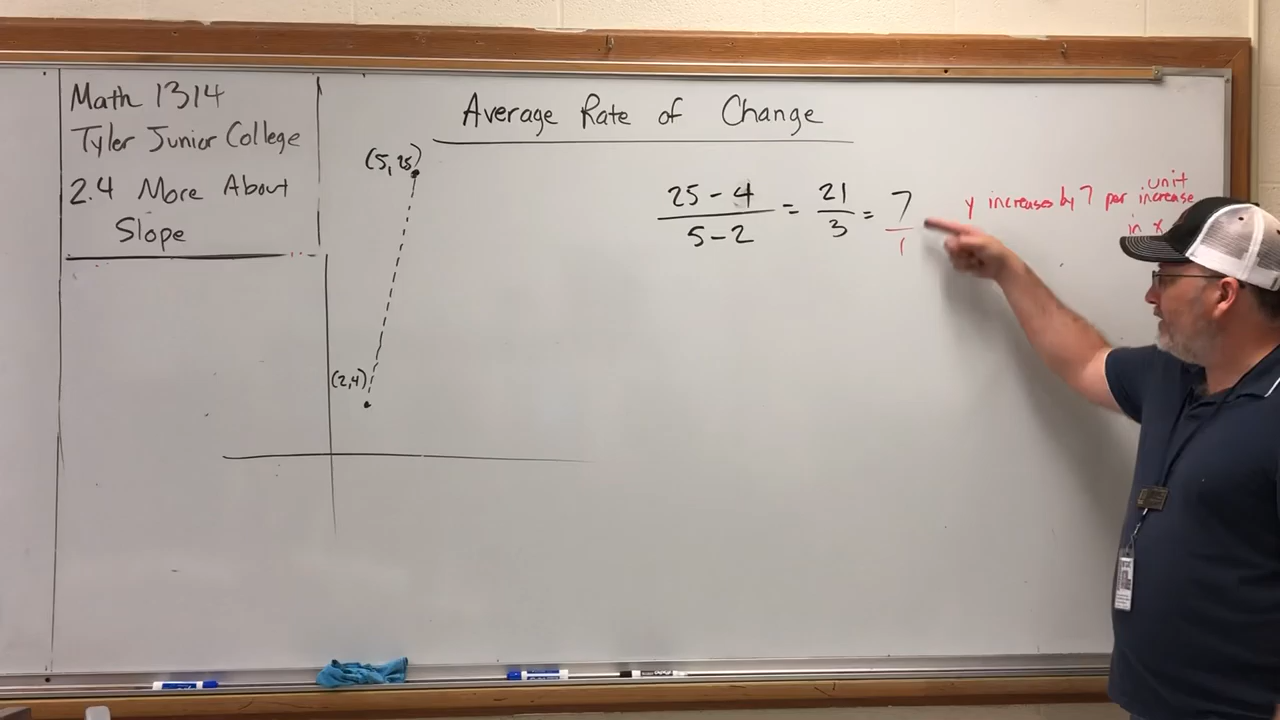 Math 1314
Tyler Junior College
2.4 More About
Slope
Average Rate of Change
(5,25)
(2,4)
25-4/5-2 = 21/3 = 7/1
y increases by 7 per unit increase
in x